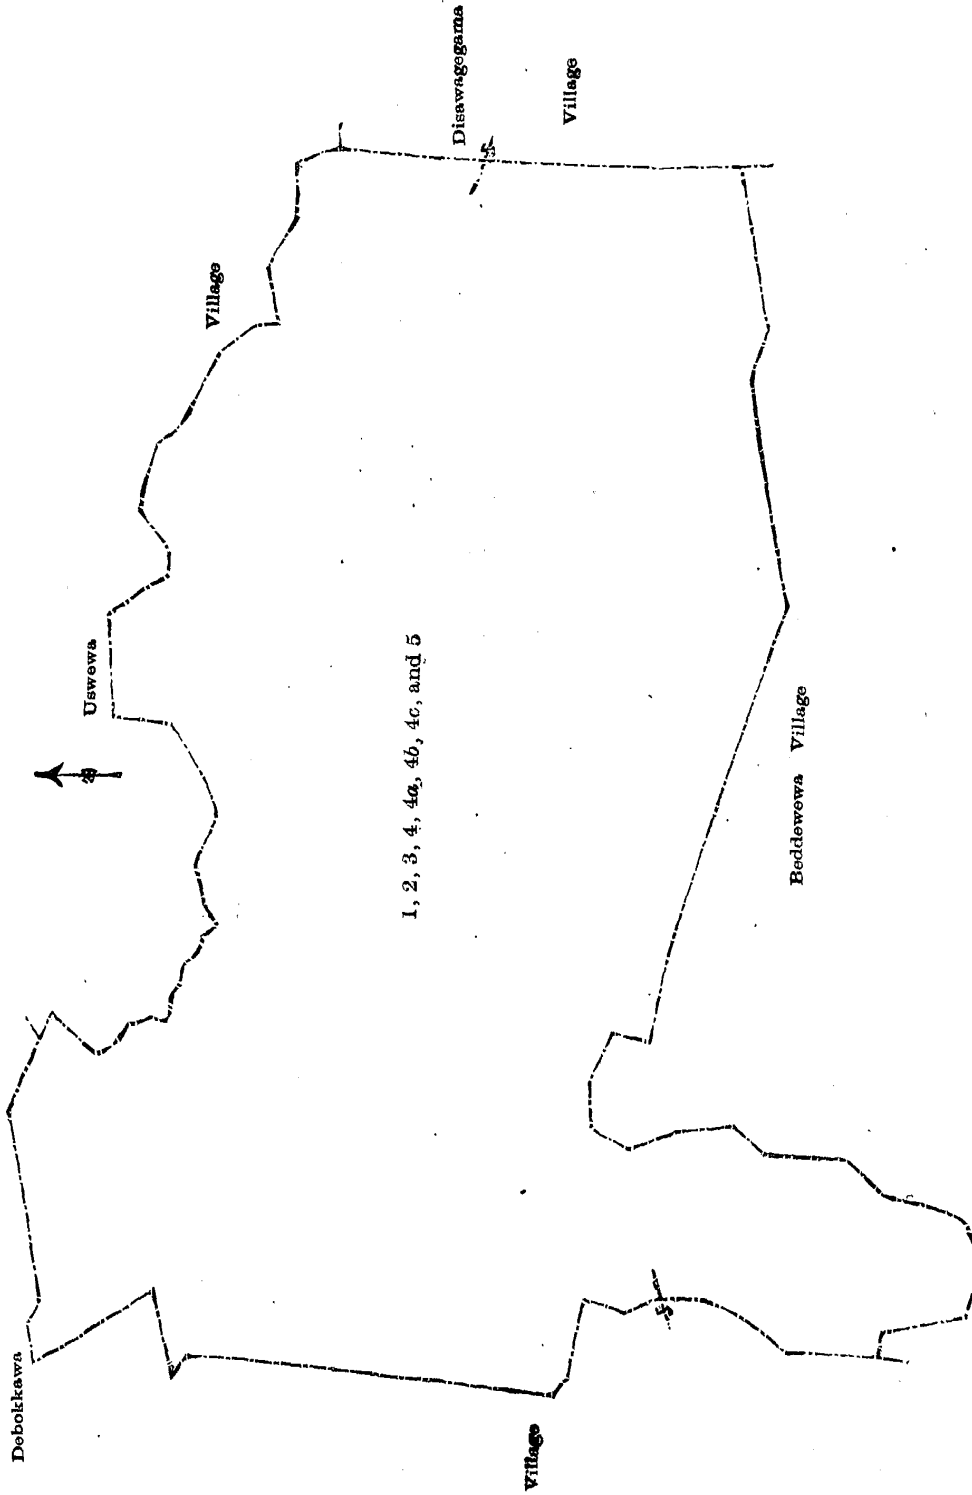 Debokkawa
Village
Uswewa
Village
1, 2, 3, 4, 4a, 4b, 4c, and 5
Disawagegama
Village
Beddewewa Village